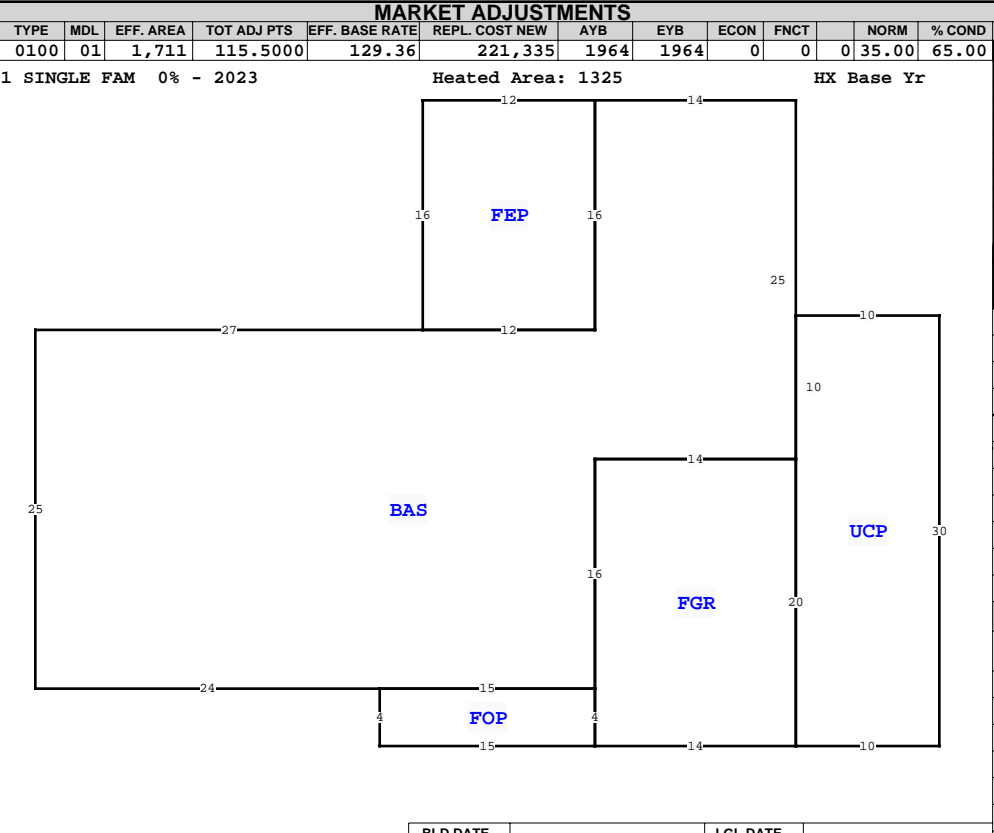 MARKET ADJUSTMENTS
TYPE MDL EFF. AREA TOT ADJ PTS EFF. BASE RATE REPL. COST NEW AYB EYB ECON FNCT NORM % COND
0100 01 1,711 115.5000 129.36 221,335 1964 1964 0 0 0 35.00 65.00
1 SINGLE FAM 0% - 2023 Heated Area: 1325 HX Base Yr
12 14
16 FEP 16
25
10
27 12
10
14
25 BAS
UCP 30
16
FGR 20
24 15
4 FOP 4
15 14 10